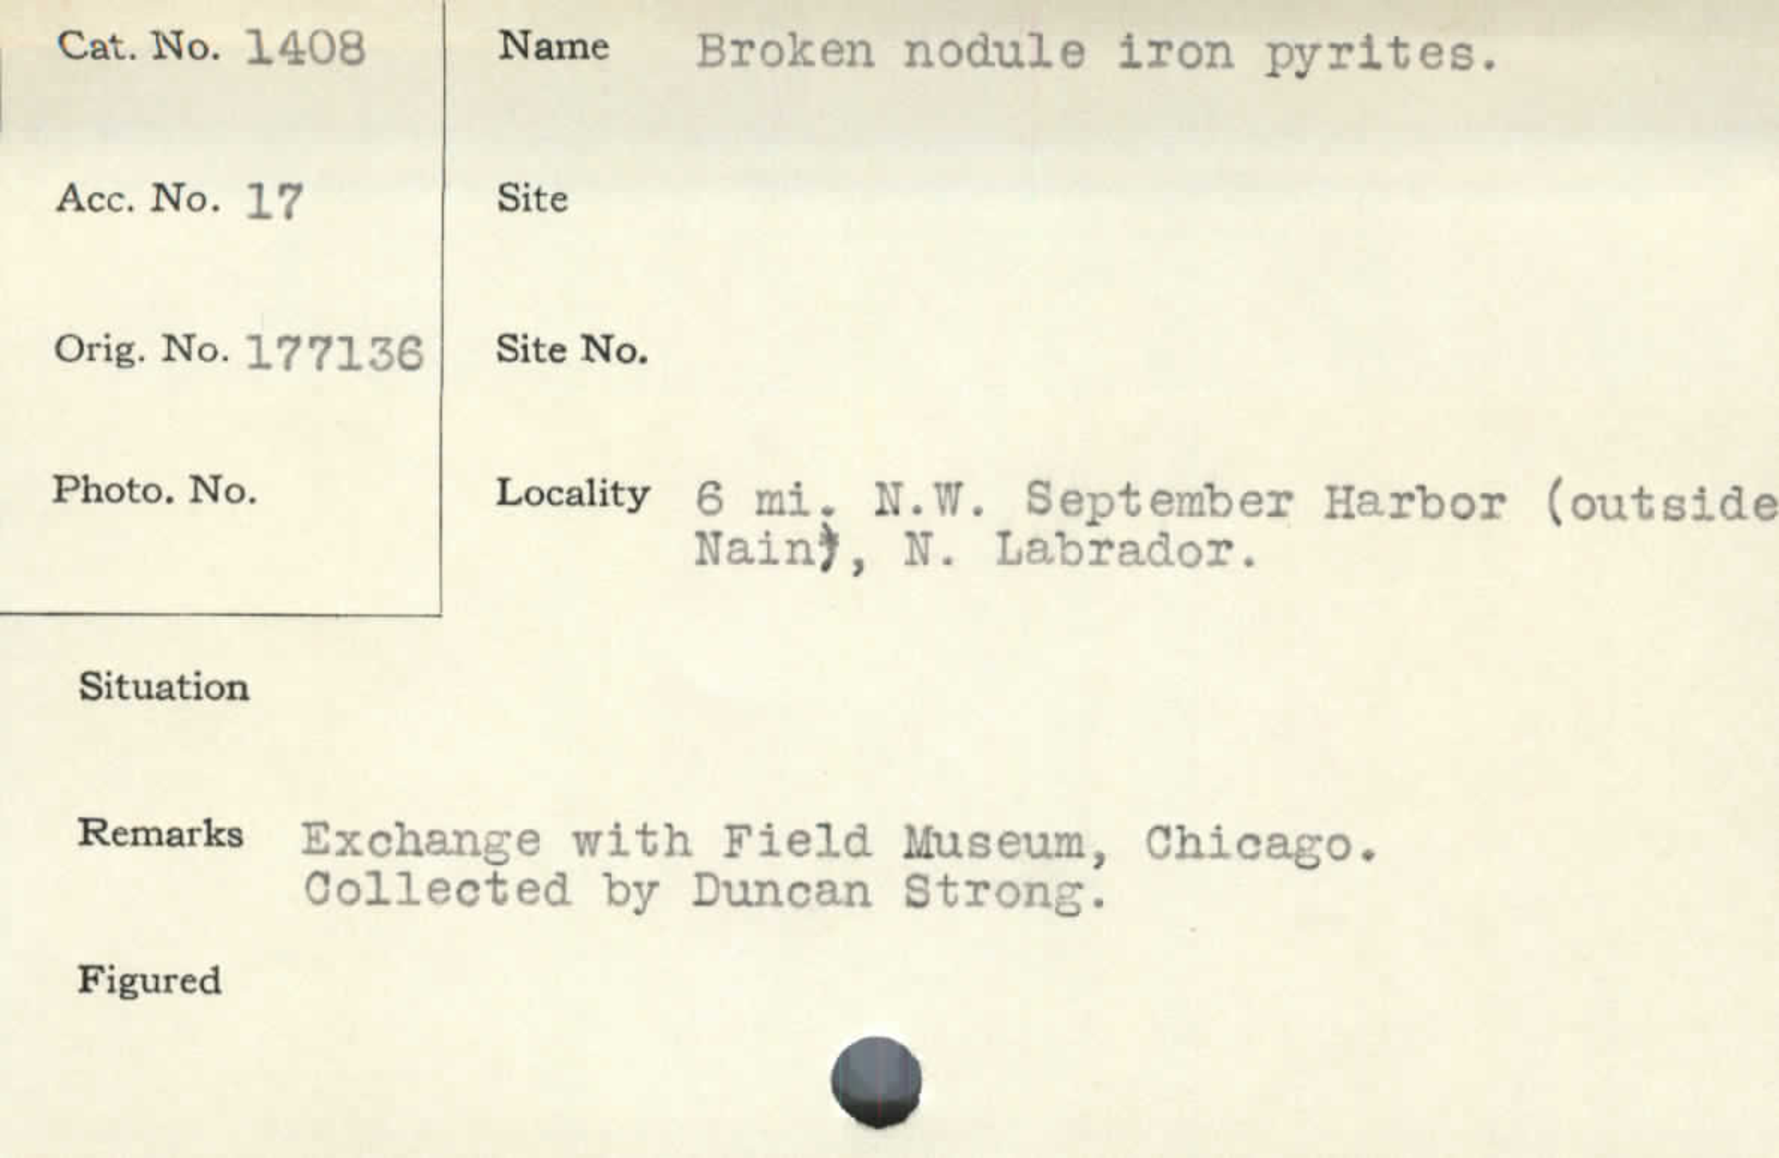 Cat. No. 1408
Name Broken nodule iron pyrites.
Acc. No. 17
Site
Orig. No. 177136
Site No.
Photo. No.
Locality 6 mi. N.W. September Harbor (outside
Nain), N. Labrador.
Situation
Remarks Exchange with Field Museum, Chicago.
Collected by Duncan Strong.
Figured